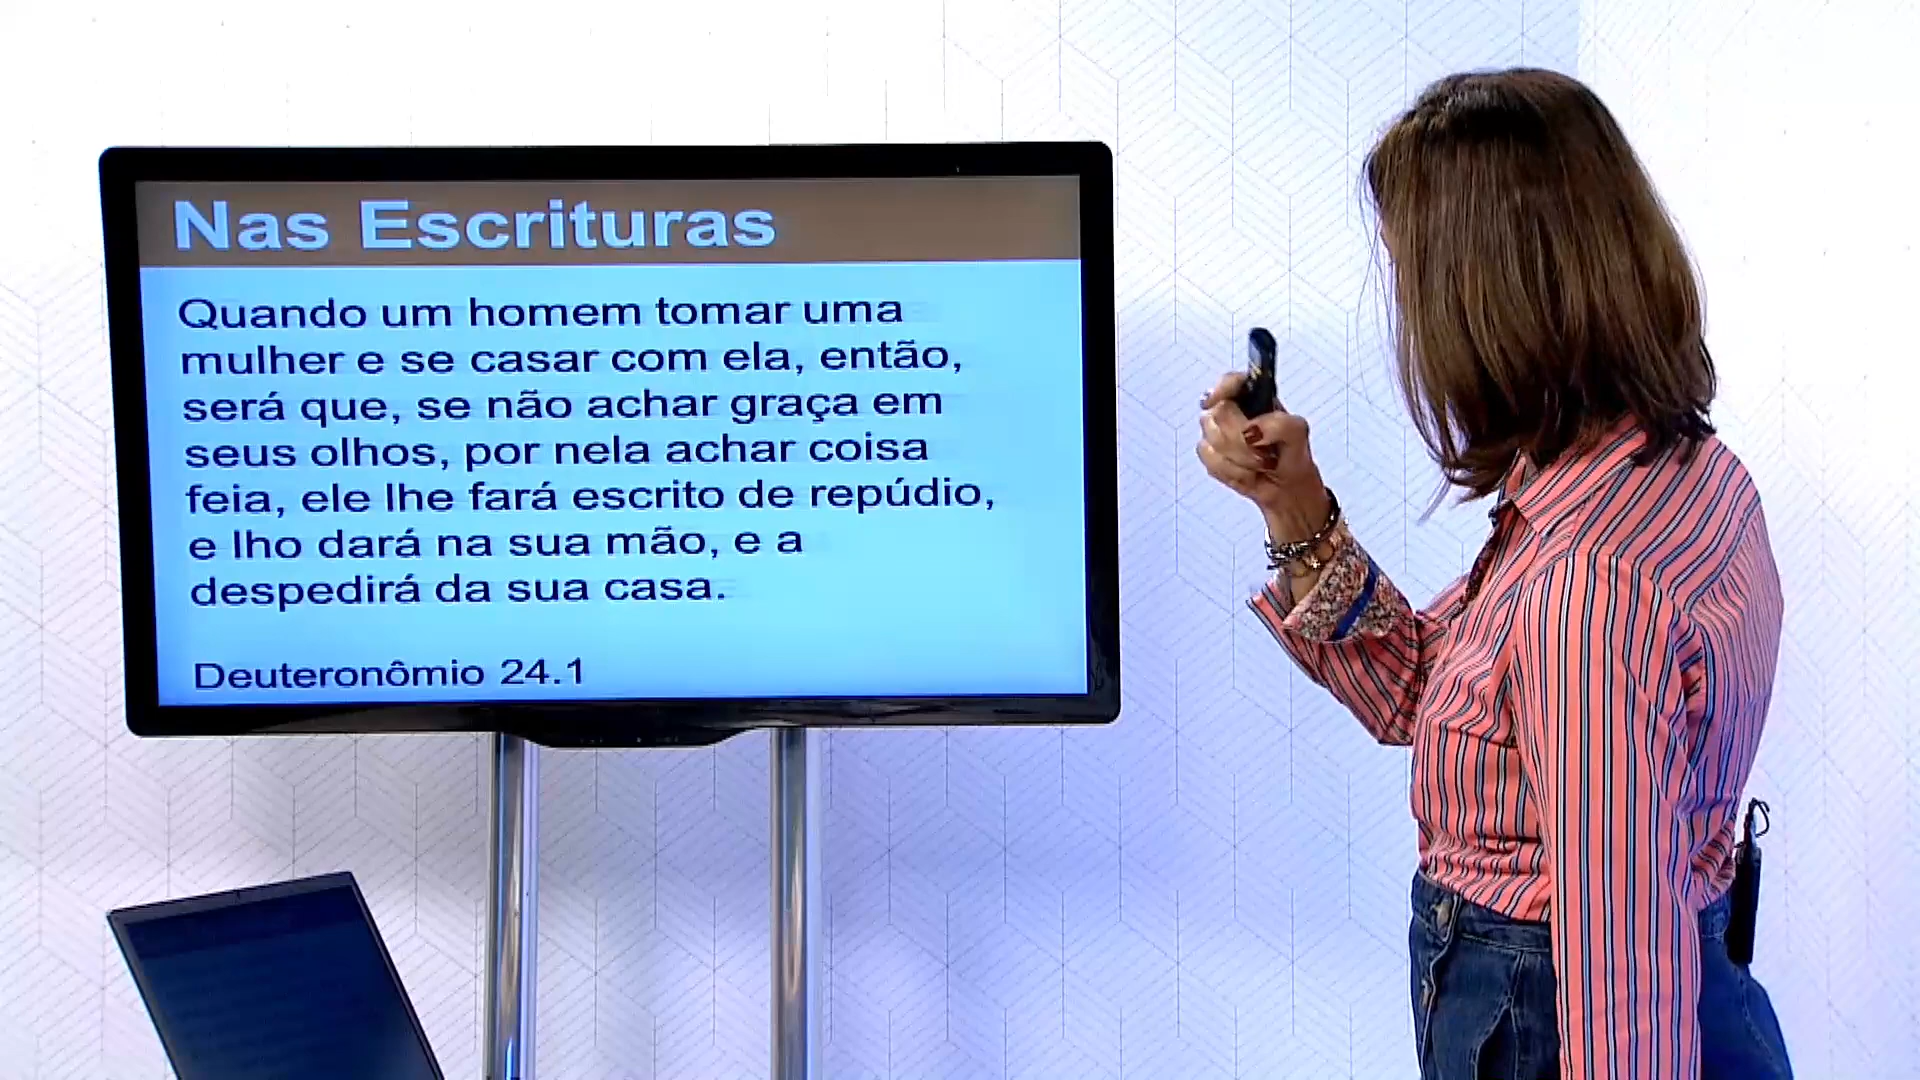 Nas Escrituras
Quando um homem tomar uma
mulher e se casar com ela, então,
será que, se não achar graça em
seus olhos, por nela achar coisa
feia, ele lhe fará escrito de repúdio,
e lho dará na sua mão, e a
despedirá da sua casa.
Deuteronômio 24.1